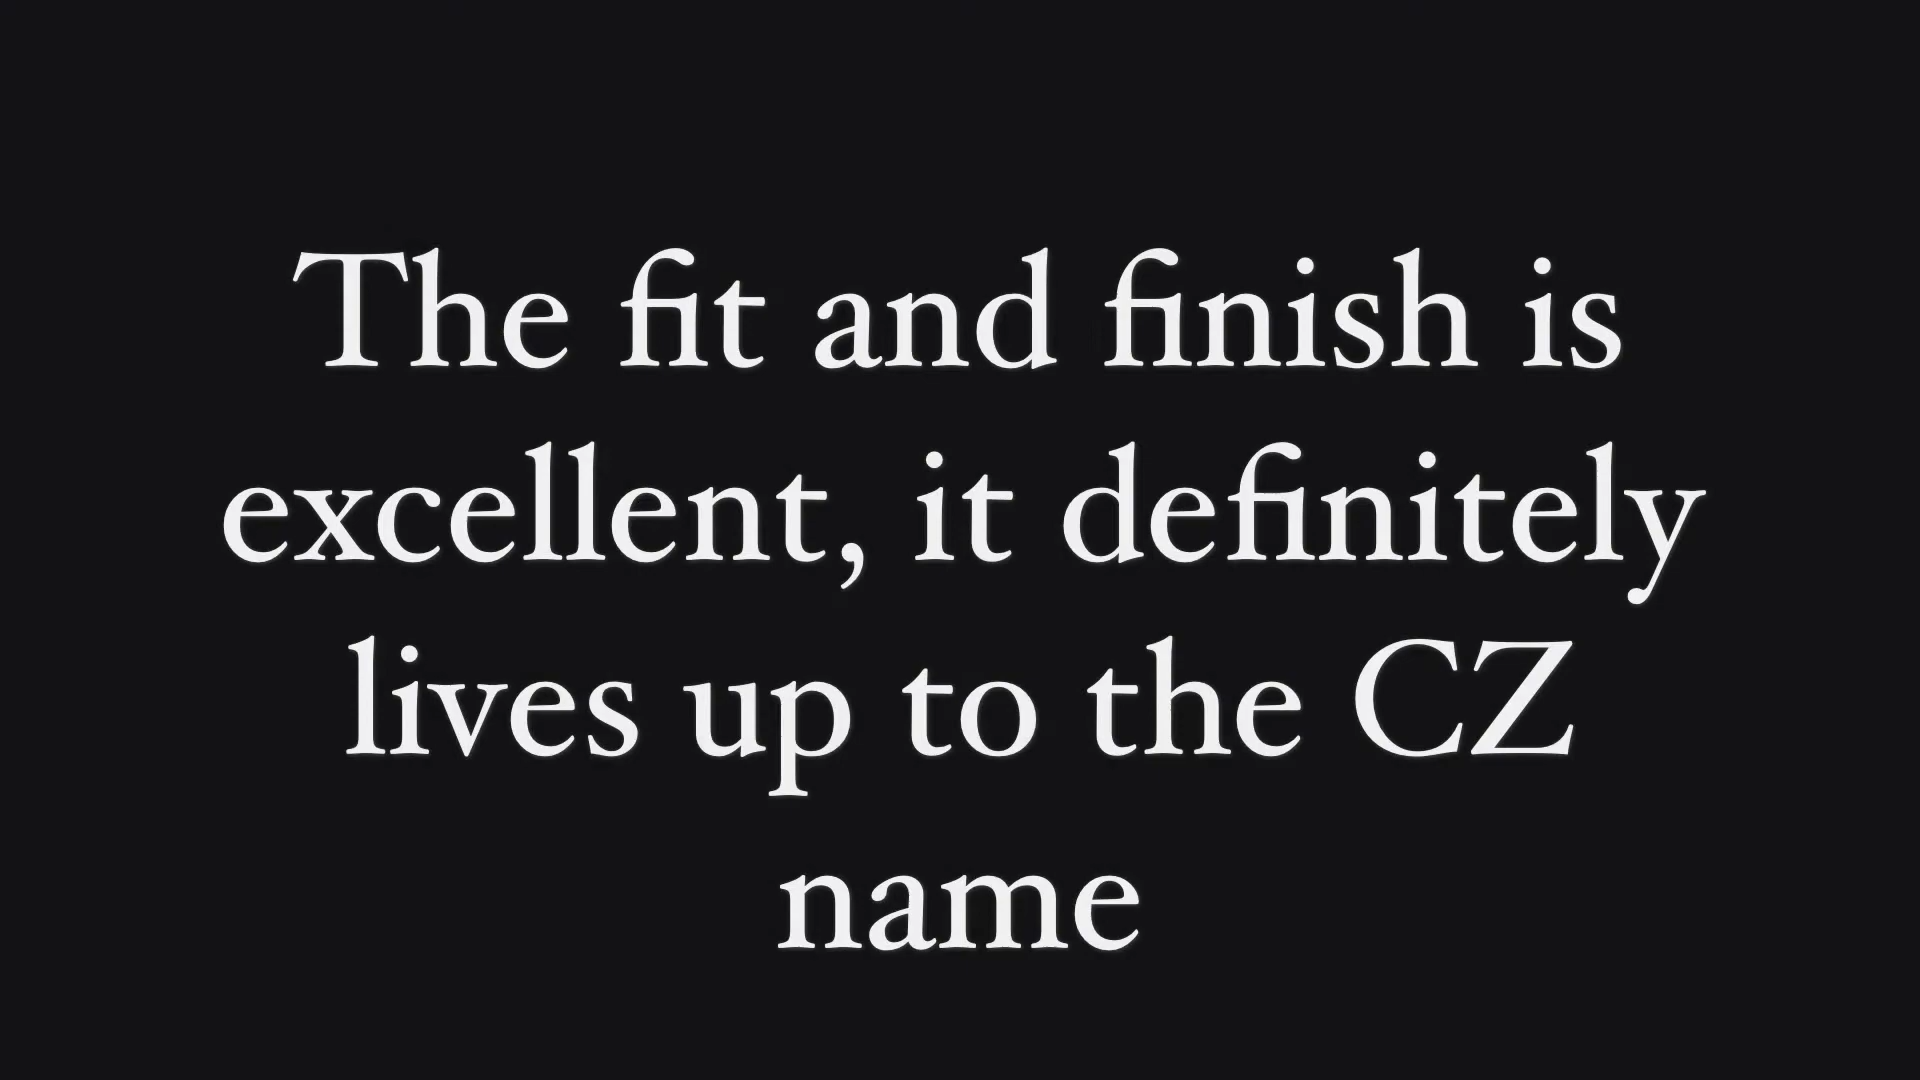 The fit and finish is
excellent, it definitely
lives up to the CZ
name